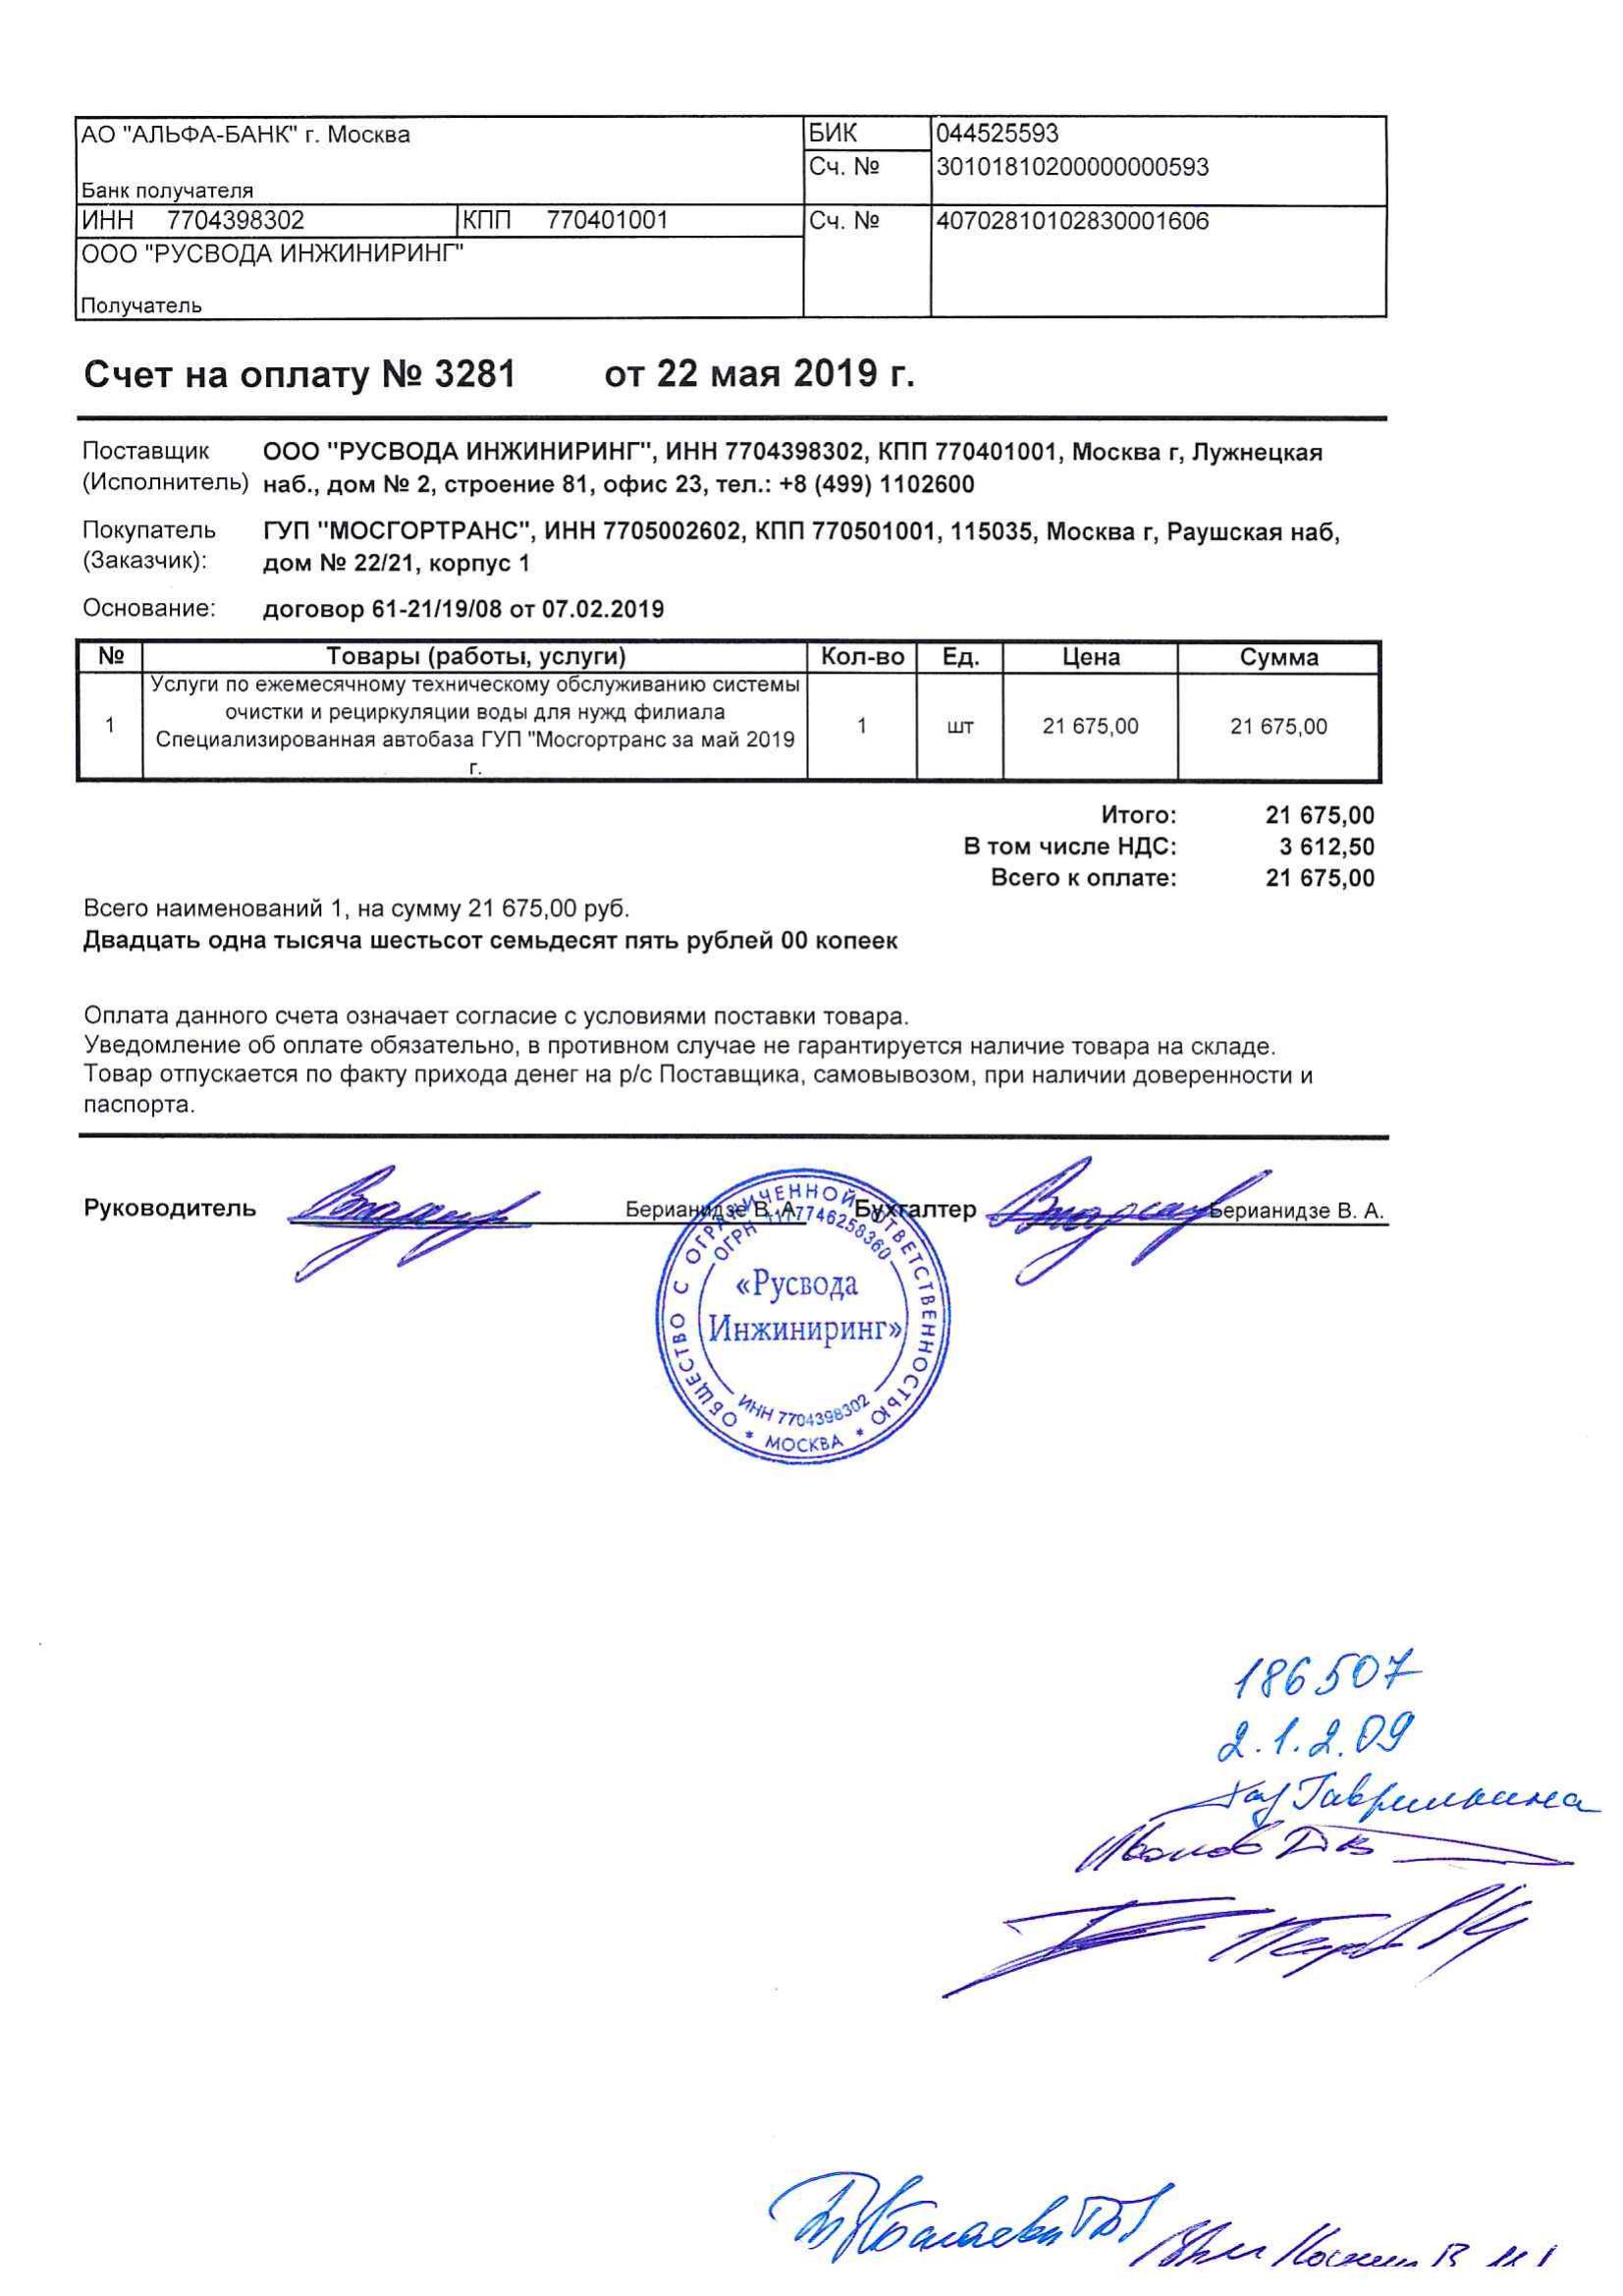 АО "АЛЬФА-БАНК" г. Москва
БИК 044525593
Сч. № 30101810200000000593
Банк получателя
ИНН 7704398302 КПП 770401001 Сч. № 40702810102830001606
ООО "РУСВОДА ИНЖИНИРИНГ"
Получатель
Счет на оплату № 3281 от 22 мая 2019 г.
Поставщик (Исполнитель) ООО "РУСВОДА ИНЖИНИРИНГ", ИНН 7704398302, КПП 770401001, Москва г, Лужнецкая
наб., дом № 2, строение 81, офис 23, тел.: +8 (499) 1102600
Покупатель (Заказчик): ГУП "МОСГОРТРАНС", ИНН 7705002602, КПП 770501001, 115035, Москва г, Раушская наб,
дом № 22/21, корпус 1
Основание: договор 61-21/19/08 от 07.02.2019
№ Товары (работы, услуги) Кол-во Ед. Цена Сумма
1 Услуги по ежемесячному техническому обслуживанию системы
очистки и рециркуляции воды для нужд филиала
Специализированная автобаза ГУП "Мосгортранс за май 2019
г.
1 шт 21 675,00 21 675,00
Итого: 21 675,00
В том числе НДС: 3 612,50
Всего к оплате: 21 675,00
Всего наименований 1, на сумму 21 675,00 руб.
Двадцать одна тысяча шестьсот семьдесят пять рублей 00 копеек
Оплата данного счета означает согласие с условиями поставки товара.
Уведомление об оплате обязательно, в противном случае не гарантируется наличие товара на складе.
Товар отпускается по факту прихода денег на р/с Поставщика, самовывозом, при наличии доверенности и
паспорта.
Руководитель Берианидзе В. А. Бухгалтер Берианидзе В. А.
ОБЩЕСТВО С ОГРАНИЧЕННОЙ ОТВЕТСТВЕННОСТЬЮ
ОГРН 1177746258360
«Русвода
Инжиниринг»
ИНН 7704398302
* МОСКВА *
186507
2.1.2.09
Гаврилькина
Иванов